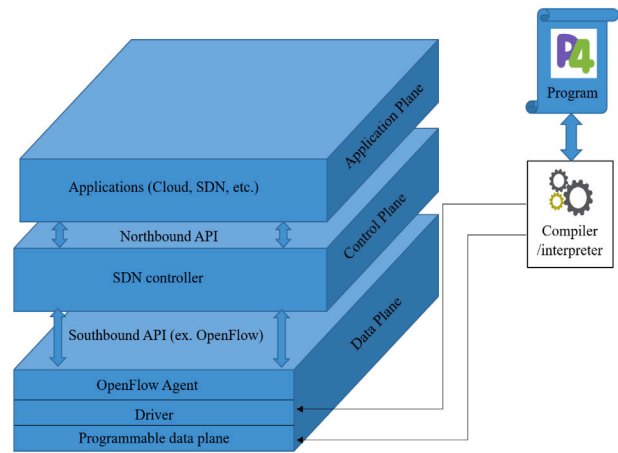 P4
Program
Application Plane
Applications (Cloud, SDN, etc.)
Northbound API
Control Plane
SDN controller
Compiler
/interpreter
Southbound API (ex. OpenFlow)
Data Plane
OpenFlow Agent
Driver
Programmable data plane